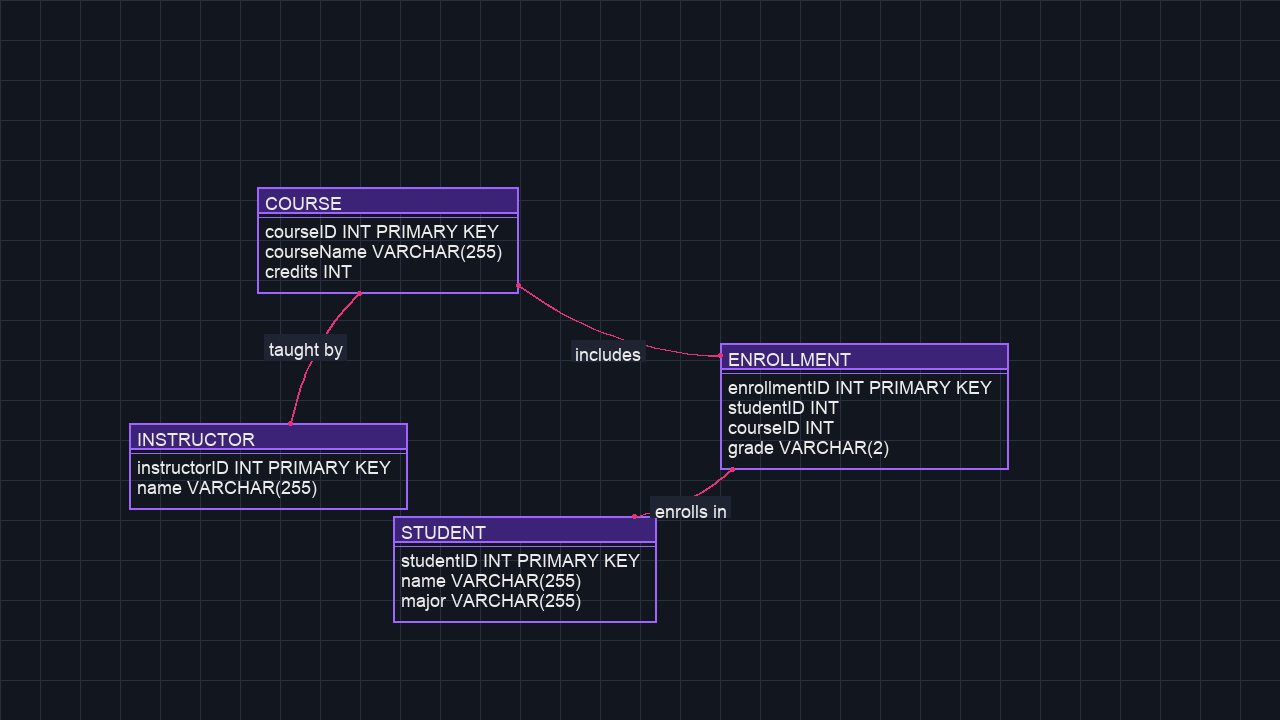 COURSE
courseID INT PRIMARY KEY
courseName VARCHAR(255)
credits INT
taught by
includes
ENROLLMENT
enrollmentID INT PRIMARY KEY
studentID INT
courseID INT
grade VARCHAR(2)
INSTRUCTOR
instructorID INT PRIMARY KEY
name VARCHAR(255)
enrolls in
STUDENT
studentID INT PRIMARY KEY
name VARCHAR(255)
major VARCHAR(255)